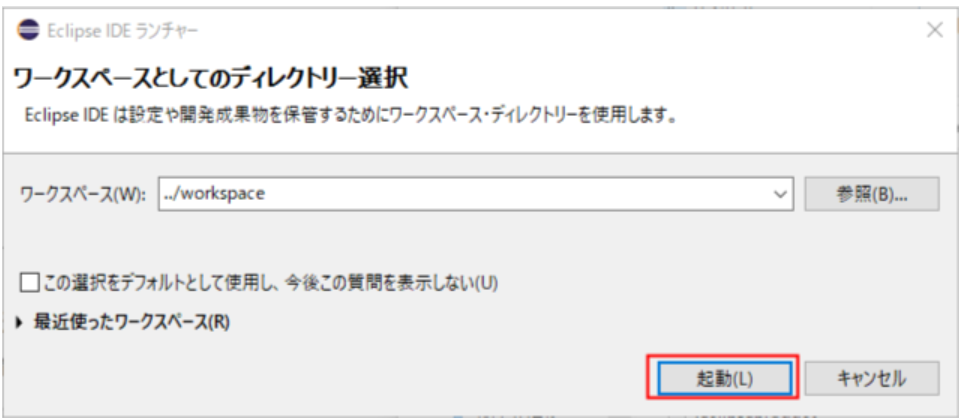 Eclipse IDE ランチャー
ワークスペースとしてのディレクトリー選択
Eclipse IDE は設定や開発成果物を保管するためにワークスペース・ディレクトリーを使用します。
ワークスペース(W): ../workspace 参照(B)...
この選択をデフォルトとして使用し、今後この質問を表示しない(U)
最近使ったワークスペース(R)
起動(L) キャンセル